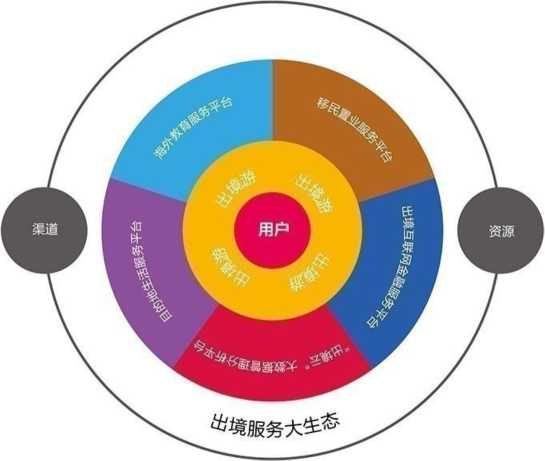 海外教育服务平台
移民置业服务平台
出境游
出境游
渠道
用户
资源
出境游
出境游
目的地生活服务平台
出境互联网金融服务平台
“出境云”大数据管理分析平台
出境服务大生态